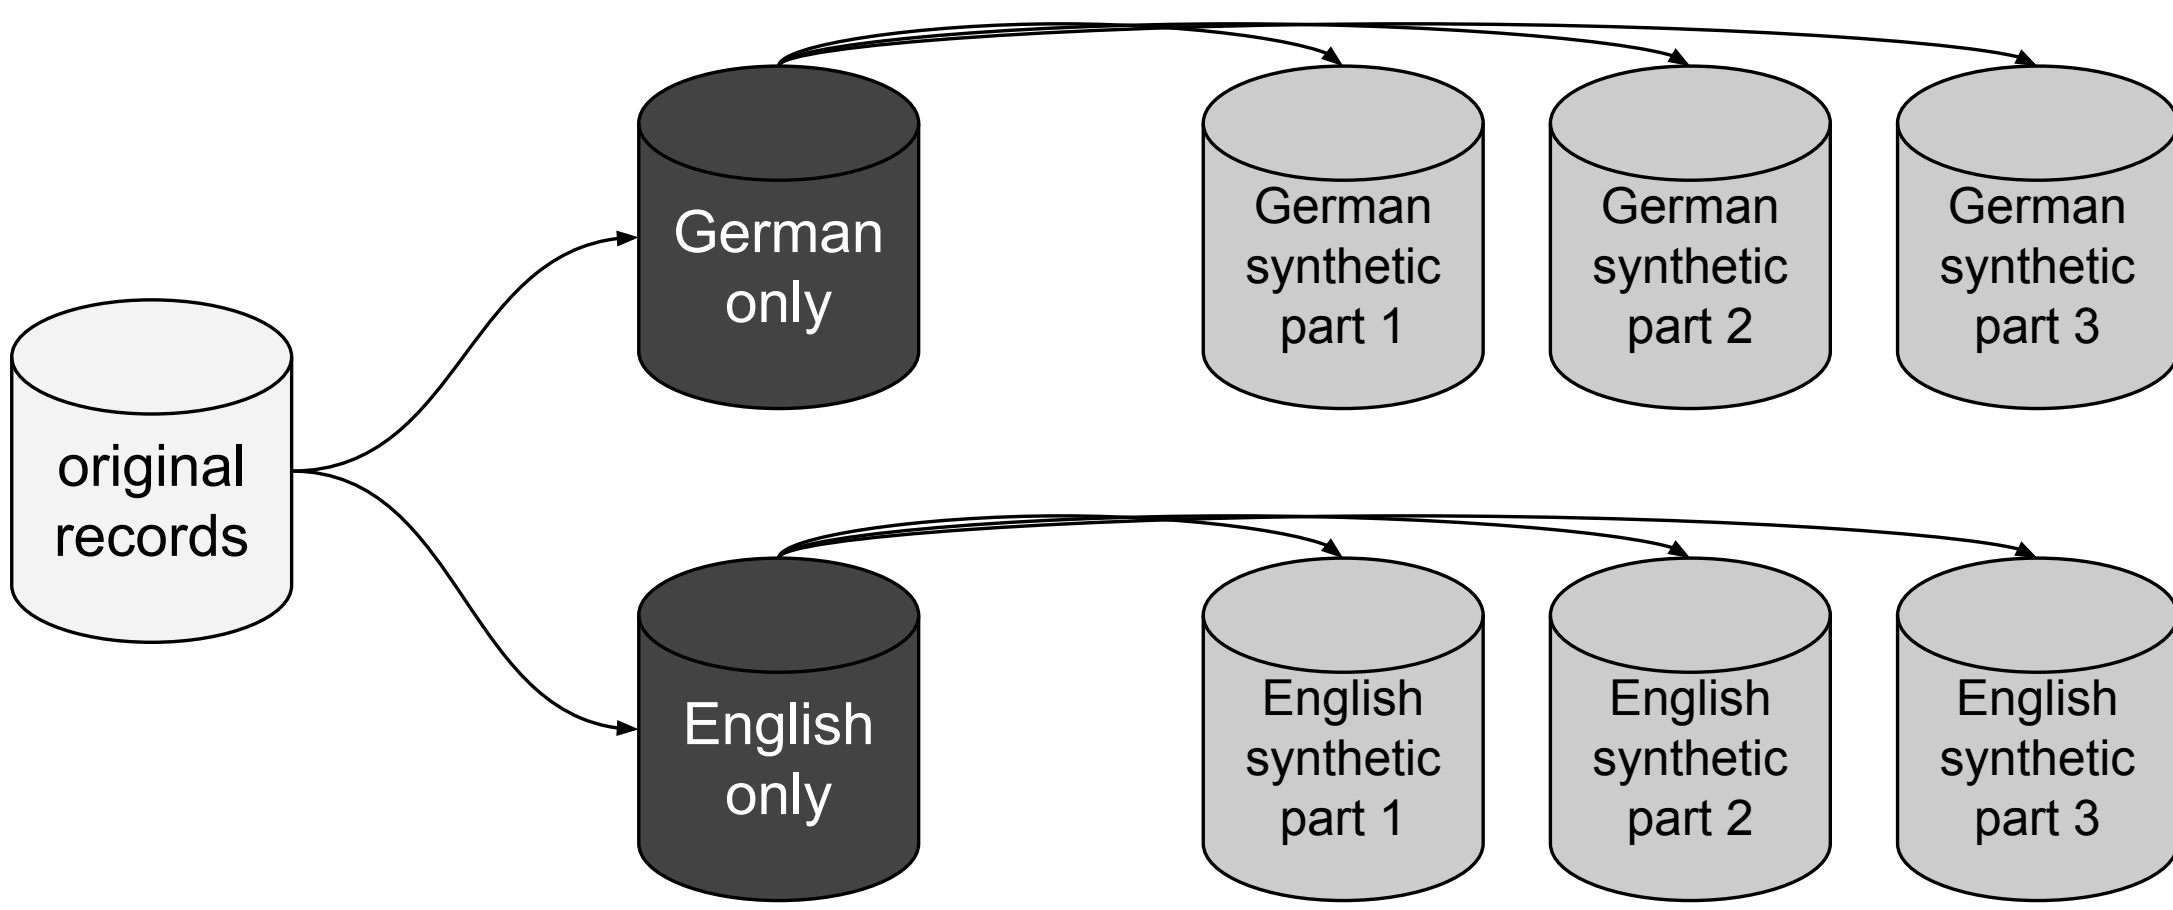 original
records
German
only
German
synthetic
part 1
German
synthetic
part 2
German
synthetic
part 3
English
only
English
synthetic
part 1
English
synthetic
part 2
English
synthetic
part 3